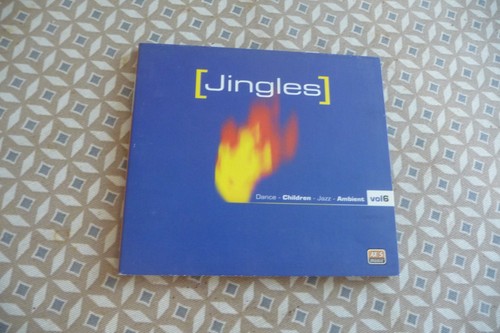 [Jingles]
Dance - Children - Jazz - Ambient vol6